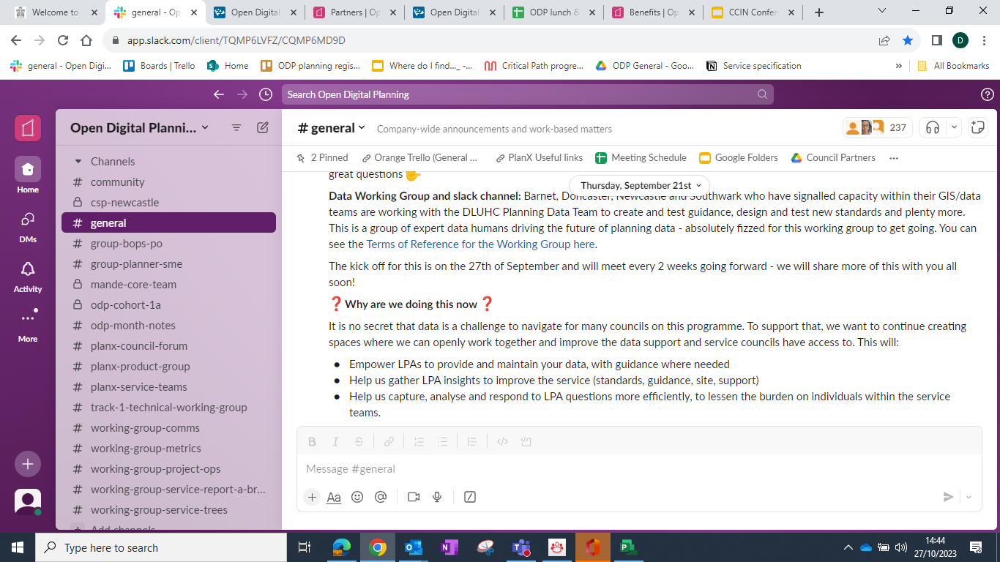 Welcome to
general - Op
Open Digital
Partners | Op
Open Digital
ODP lunch &
Benefits | Op
CCIN Confere
app.slack.com/client/TQMP6LVFZ/CQMP6MD9D
D
general - Open Digi...
Boards | Trello
Home
ODP planning regis...
Where do I find..._ -...
Critical Path progre...
ODP General - Goo...
Service specification
»
All Bookmarks
Search Open Digital Planning
Open Digital Planni...
Home
DMs
Activity
More
Channels
# community
csp-newcastle
# general
# group-bops-po
# group-planner-sme
mande-core-team
odp-cohort-1a
# odp-month-notes
# planx-council-forum
# planx-product-group
# planx-service-teams
# track-1-technical-working-group
# working-group-comms
# working-group-metrics
# working-group-project-ops
# working-group-service-report-a-br...
# working-group-service-trees
+ Add channels
# general
Company-wide announcements and work-based matters
237
2 Pinned
Orange Trello (General ...
PlanX Useful links
Meeting Schedule
Google Folders
Council Partners
...
great questions
Thursday, September 21st
Data Working Group and slack channel: Barnet, Doncaster, Newcastle and Southwark who have signalled capacity within their GIS/data
teams are working with the DLUHC Planning Data Team to create and test guidance, design and test new standards and plenty more.
This is a group of expert data humans driving the future of planning data - absolutely fizzed for this working group to get going. You can
see the Terms of Reference for the Working Group here.
The kick off for this is on the 27th of September and will meet every 2 weeks going forward - we will share more of this with you all
soon!
❓Why are we doing this now ❓
It is no secret that data is a challenge to navigate for many councils on this programme. To support that, we want to continue creating
spaces where we can openly work together and improve the data support and service councils have access to. This will:
● Empower LPAs to provide and maintain your data, with guidance where needed
● Help us gather LPA insights to improve the service (standards, guidance, site, support)
● Help us capture, analyse and respond to LPA questions more efficiently, to lessen the burden on individuals within the service
teams.
B I S
Message #general
+ Aa @
Type here to search
14:44
27/10/2023